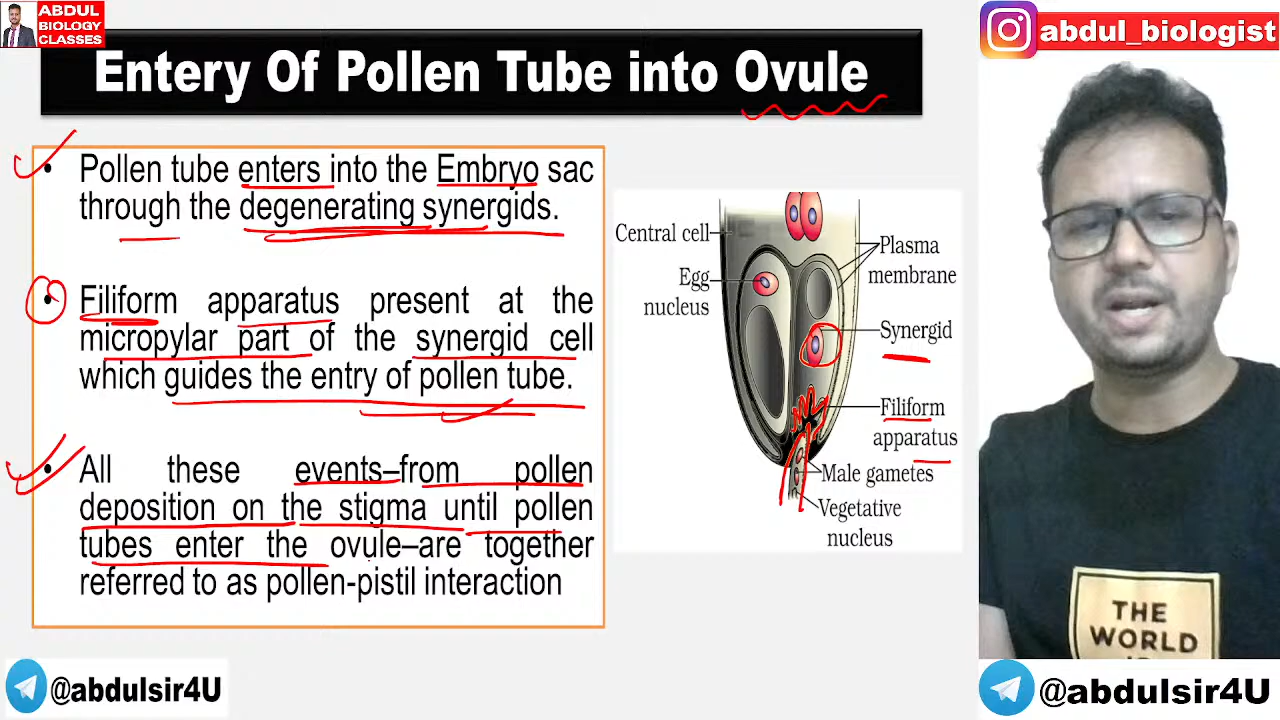 ABDUL
BIOLOGY
CLASSES
abdul_biologist
Entery Of Pollen Tube into Ovule
• Pollen tube enters into the Embryo sac
through the degenerating synergids.
• Filiform apparatus present at the
micropylar part of the synergid cell
which guides the entry of pollen tube.
• All these events–from pollen
deposition on the stigma until pollen
tubes enter the ovule–are together
referred to as pollen-pistil interaction
Central cell
Egg
nucleus
Plasma
membrane
Synergid
Filiform
apparatus
Male gametes
Vegetative
nucleus
THE
WORLD
@abdulsir4U
@abdulsir4U